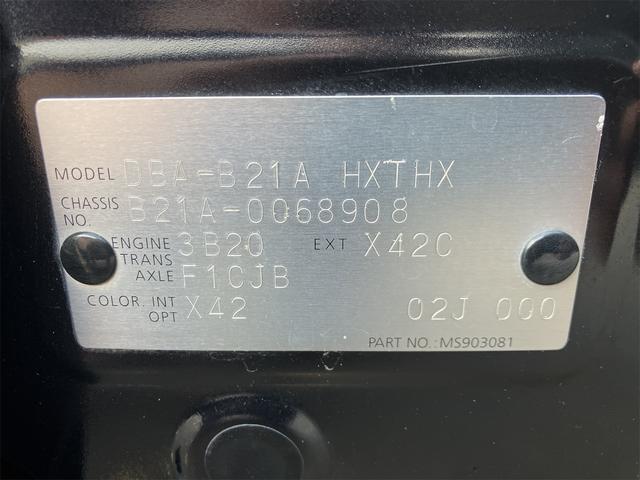 MODEL DBA-B21A HXTHX
CHASSIS NO. B21A-0068908
ENGINE 3B20 EXT X42C
TRANS AXLE F1CJB
COLOR. INT X42 02J 000
OPT
PART NO.:MS903081